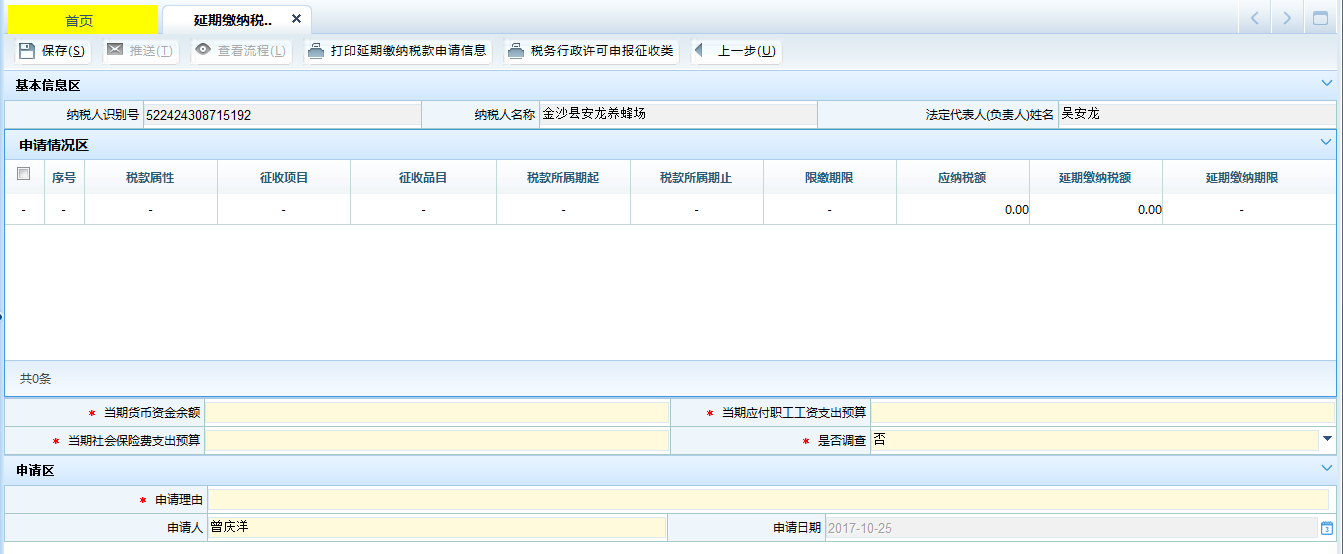 首页 延期缴纳税.. ×
保存(S) 推送(T) 查看流程(L) 打印延期缴纳税款申请信息 税务行政许可申报征收类 上一步(U)
基本信息区
纳税人识别号 522424308715192 纳税人名称 金沙县安龙养蜂场 法定代表人(负责人)姓名 吴安龙
申请情况区
序号 税款属性 征收项目 征收品目 税款所属期起 税款所属期止 限缴期限 应纳税额 延期缴纳税额 延期缴纳期限
- - - - - - - - 0.00 0.00 -
共0条
* 当期货币资金余额 * 当期应付职工工资支出预算
* 当期社会保险费支出预算 * 是否调查 否
申请区
* 申请理由
申请人 曾庆洋 申请日期 2017-10-25